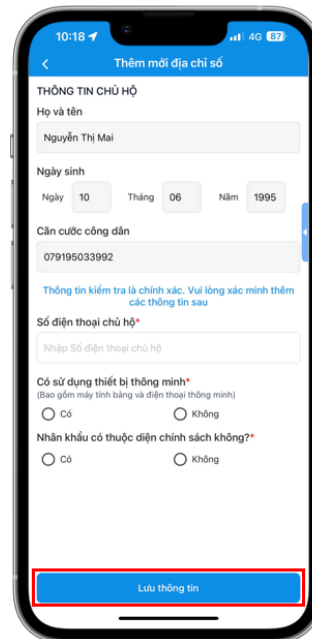 10:18
4G 87
Thêm mới địa chỉ số
THÔNG TIN CHỦ HỘ
Họ và tên
Nguyễn Thị Mai
Ngày sinh
Ngày 10 Tháng 06 Năm 1995
Căn cước công dân
079195033992
Thông tin kiểm tra là chính xác. Vui lòng xác minh thêm
các thông tin sau
Số điện thoại chủ hộ*
Nhập Số điện thoại chủ hộ
Có sử dụng thiết bị thông minh*
(Bao gồm máy tính bảng và điện thoại thông minh)
Có Không
Nhân khẩu có thuộc diện chính sách không?*
Có Không
Lưu thông tin